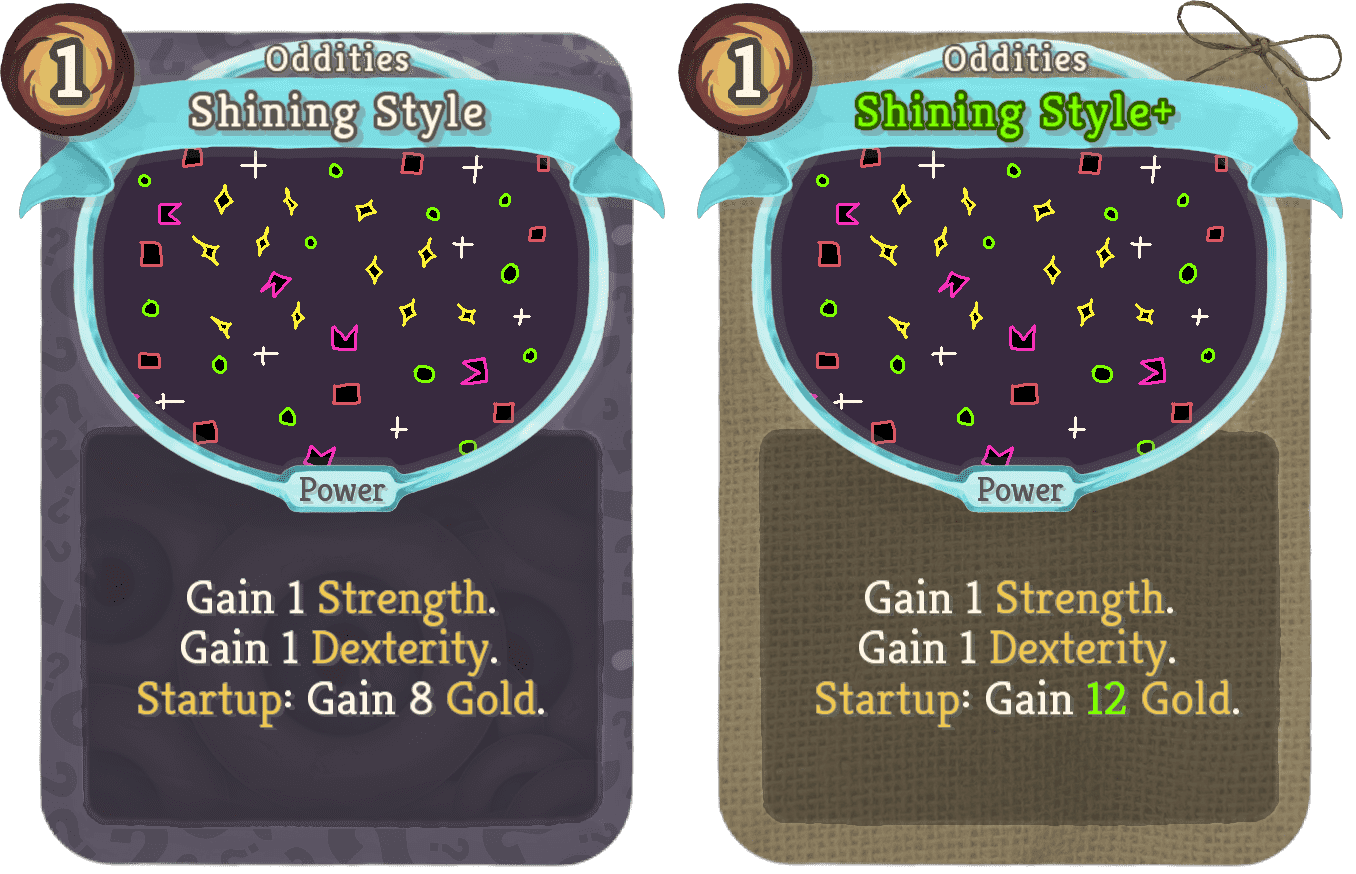 1
Oddities
Shining Style
Power
Gain 1 Strength.
Gain 1 Dexterity.
Startup: Gain 8 Gold.
1
Oddities
Shining Style+
Power
Gain 1 Strength.
Gain 1 Dexterity.
Startup: Gain 12 Gold.